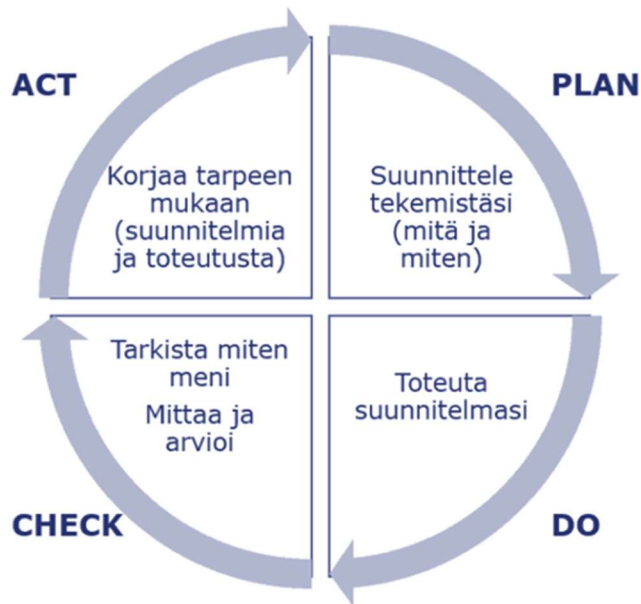 ACT
PLAN
Korjaa tarpeen
mukaan
(suunnitelmia
ja toteutusta)
Suunnittele
tekemistäsi
(mitä ja
miten)
Tarkista miten
meni
Mittaa ja
arvioi
Toteuta
suunnitelmasi
CHECK
DO